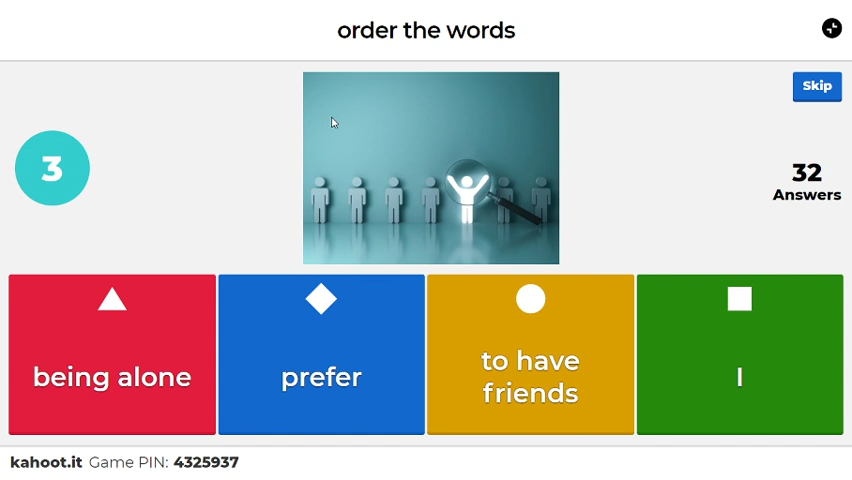 order the words
Skip
3
32
Answers
being alone
prefer
to have
friends
I
kahoot.it Game PIN: 4325937